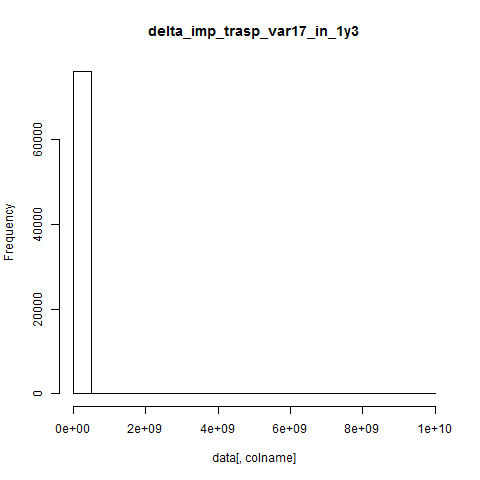 delta_imp_trasp_var17_in_1y3
Frequency
60000
40000
20000
0
0e+00 2e+09 4e+09 6e+09 8e+09 1e+10
data[, colname]